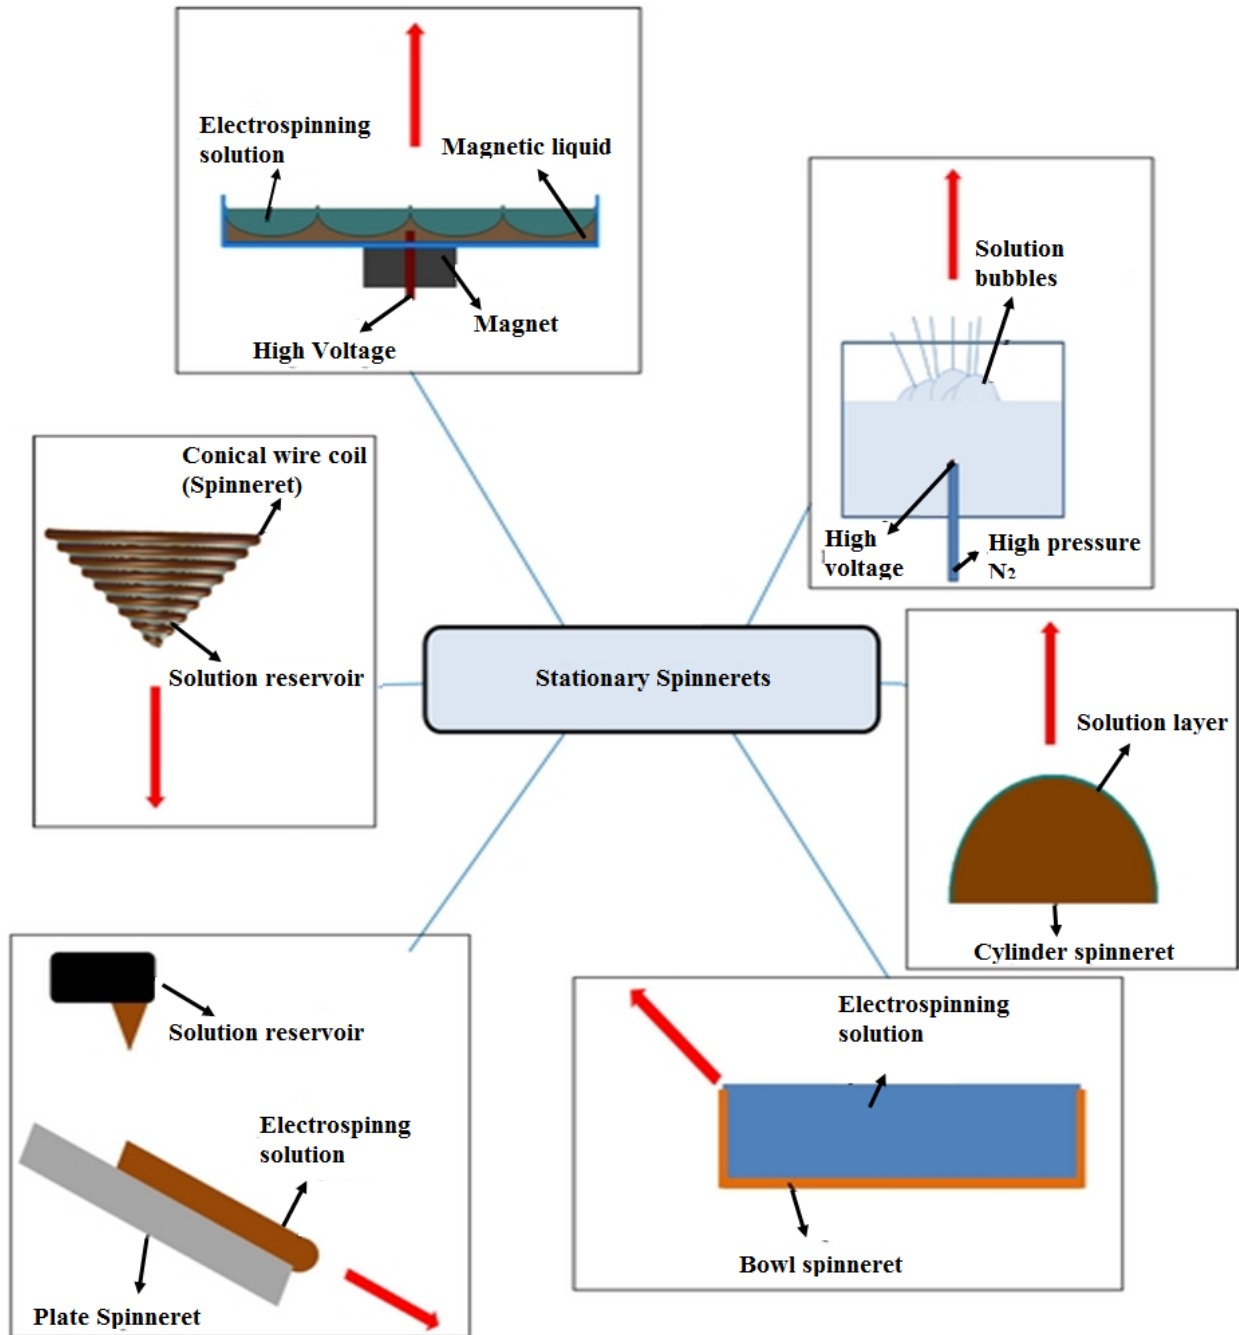 Electrospinning
solution
Magnetic liquid
Magnet
High Voltage
Solution
bubbles
High
voltage
High pressure
N2
Conical wire coil
(Spinneret)
Solution reservoir
Stationary Spinnerets
Solution layer
Cylinder spinneret
Solution reservoir
Electrospinng
solution
Plate Spinneret
Electrospinning
solution
Bowl spinneret